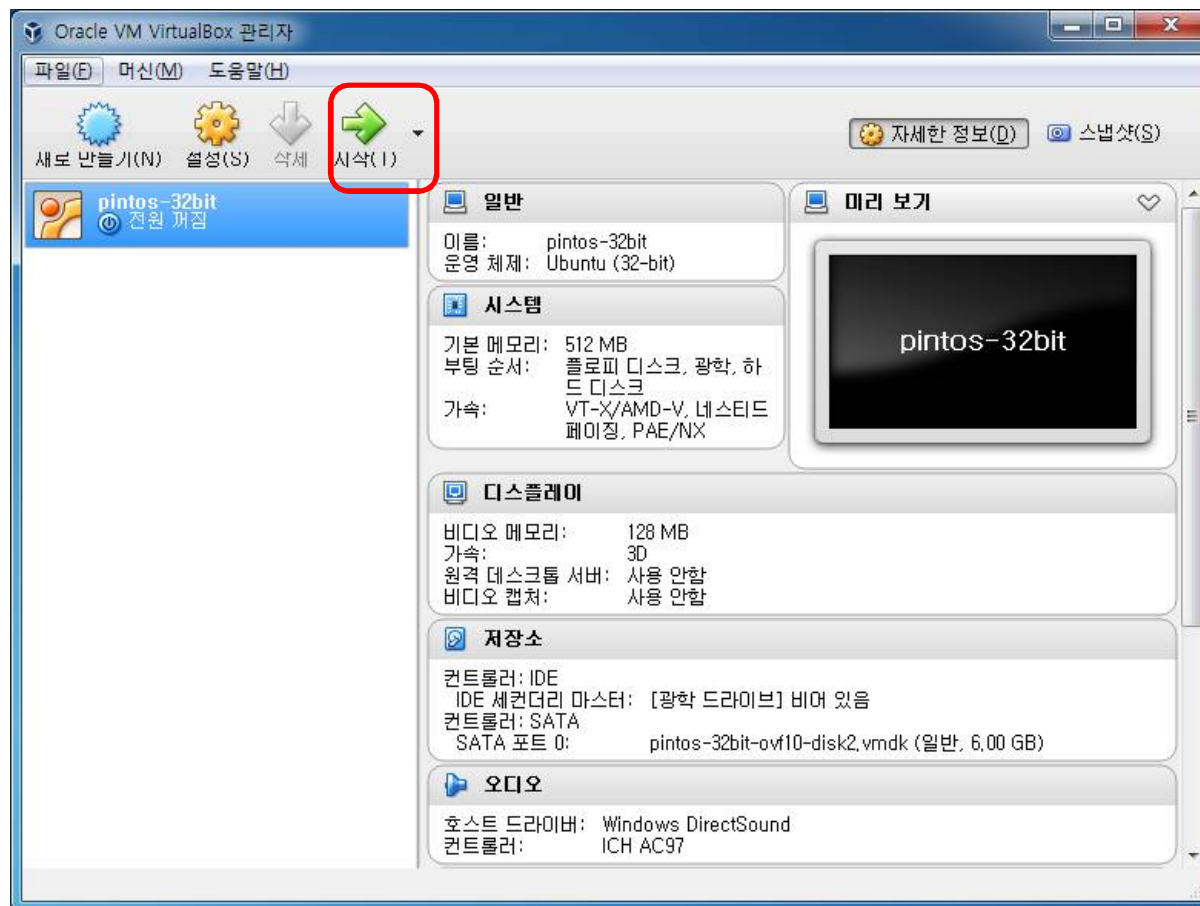 Oracle VM VirtualBox 관리자
파일(F) 머신(M) 도움말(H)
새로 만들기(N) 설정(S) 삭제 시작(T)
자세한 정보(D) 스냅샷(S)
pintos-32bit
전원 꺼짐
일반
이름: pintos-32bit
운영 체제: Ubuntu (32-bit)
시스템
기본 메모리: 512 MB
부팅 순서: 플로피 디스크, 광학, 하
드 디스크
가속: VT-X/AMD-V, 네스티드
페이징, PAE/NX
미리 보기
pintos-32bit
디스플레이
비디오 메모리: 128 MB
가속: 3D
원격 데스크톱 서버: 사용 안함
비디오 캡처: 사용 안함
저장소
컨트롤러: IDE
IDE 세컨더리 마스터: [광학 드라이브] 비어 있음
컨트롤러: SATA
SATA 포트 0: pintos-32bit-ovf10-disk2.vmdk (일반, 6.00 GB)
오디오
호스트 드라이버: Windows DirectSound
컨트롤러: ICH AC97